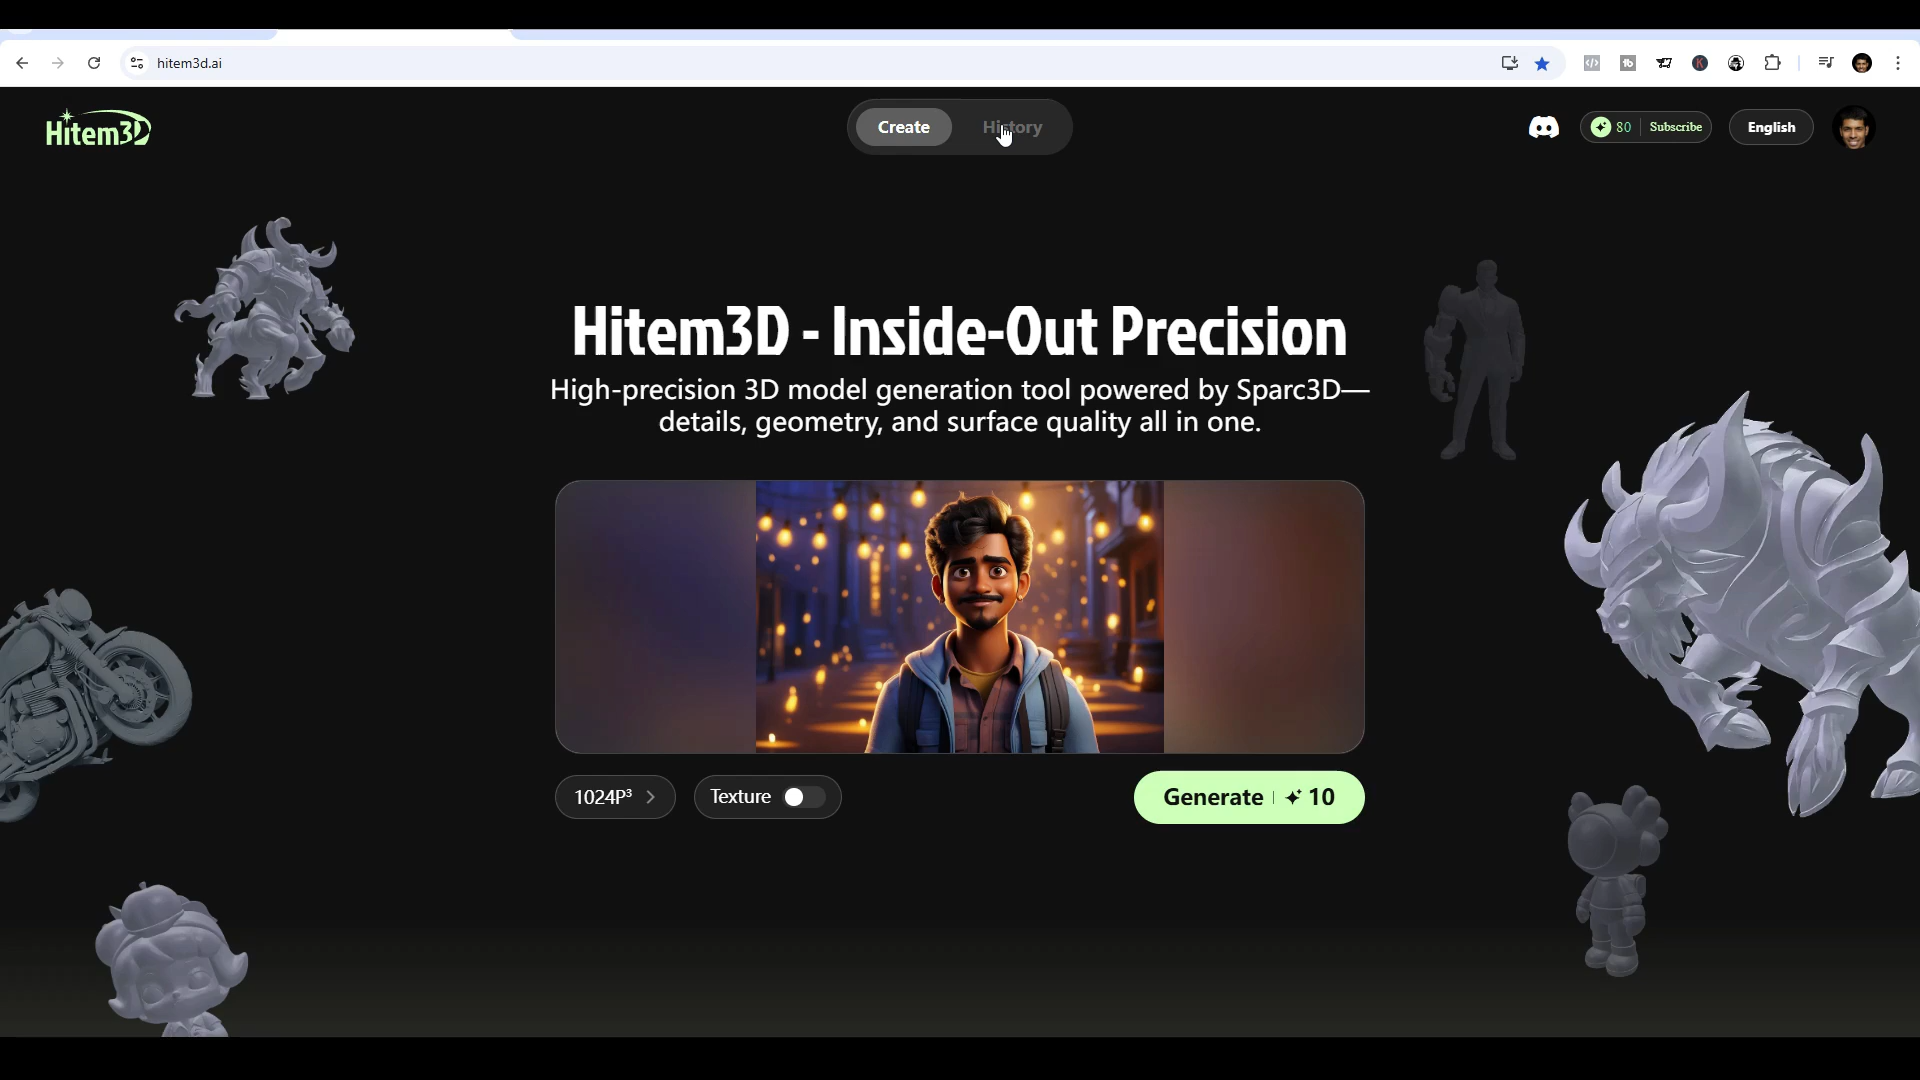 hitem3d.ai
Hitem3D
Create
History
80
Subscribe
English
Hitem3D - Inside-Out Precision
High-precision 3D model generation tool powered by Sparc3D—
details, geometry, and surface quality all in one.
1024P³
Texture
Generate
10